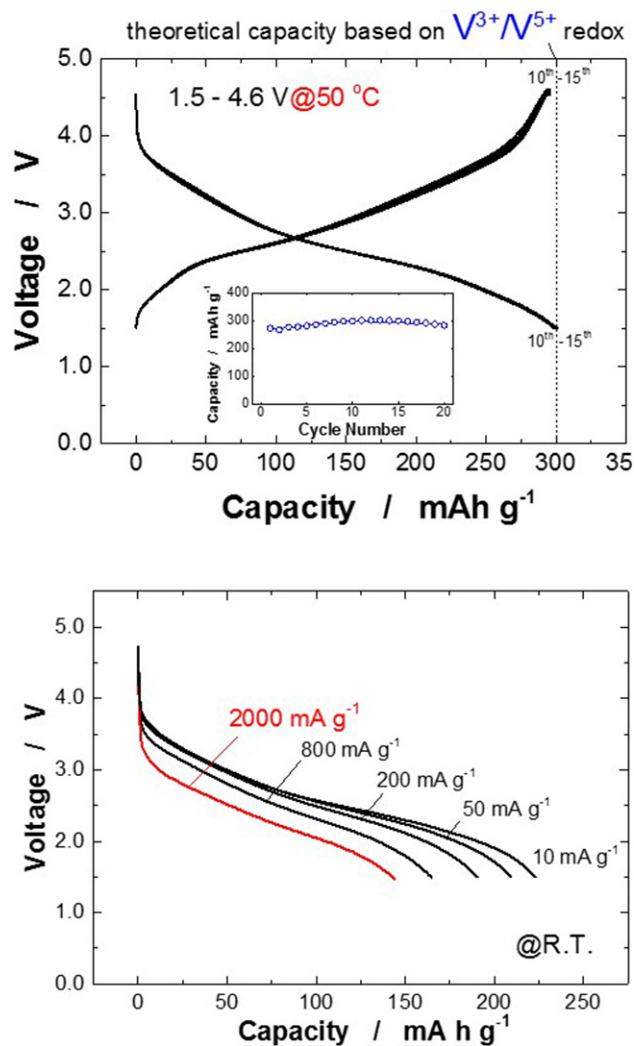 theoretical capacity based on V3+/V5+ redox
5.0
4.0
3.0
2.0
1.0
0.0
Voltage / V
1.5 - 4.6 V@50 °C
10th-15th
10th-15th
400
300
200
100
0
Capacity / mAh g-1
0 5 10 15 20
Cycle Number
0 50 100 150 200 250 300 35
Capacity / mAh g-1
5.0
4.0
3.0
2.0
1.0
0.0
Voltage / V
2000 mA g-1
800 mA g-1
200 mA g-1
50 mA g-1
10 mA g-1
@R.T.
0 50 100 150 200 250
Capacity / mA h g-1